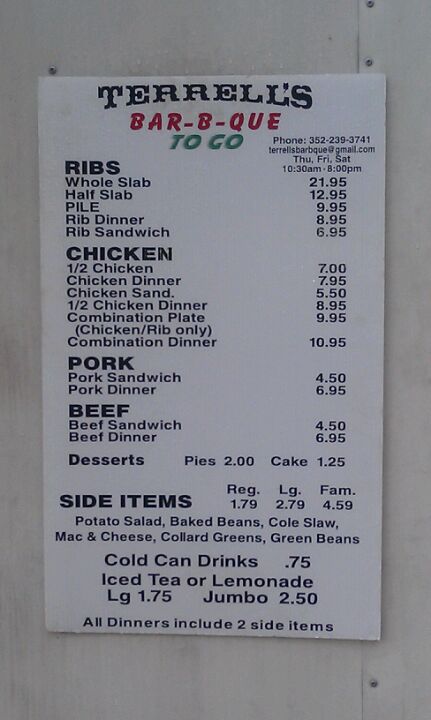 TERRELL'S
BAR-B-QUE
TO GO
Phone: 352-239-3741
terrellsbarbque@gmail.com
Thu, Fri, Sat
10:30am - 8:00pm
RIBS
Whole Slab 21.95
Half Slab 12.95
PILE 9.95
Rib Dinner 8.95
Rib Sandwich 6.95
CHICKEN
1/2 Chicken 7.00
Chicken Dinner 7.95
Chicken Sand. 5.50
1/2 Chicken Dinner 8.95
Combination Plate 9.95
(Chicken/Rib only)
Combination Dinner 10.95
PORK
Pork Sandwich 4.50
Pork Dinner 6.95
BEEF
Beef Sandwich 4.50
Beef Dinner 6.95
Desserts Pies 2.00 Cake 1.25
Reg. Lg. Fam.
SIDE ITEMS 1.79 2.79 4.59
Potato Salad, Baked Beans, Cole Slaw,
Mac & Cheese, Collard Greens, Green Beans
Cold Can Drinks .75
Iced Tea or Lemonade
Lg 1.75 Jumbo 2.50
All Dinners include 2 side items